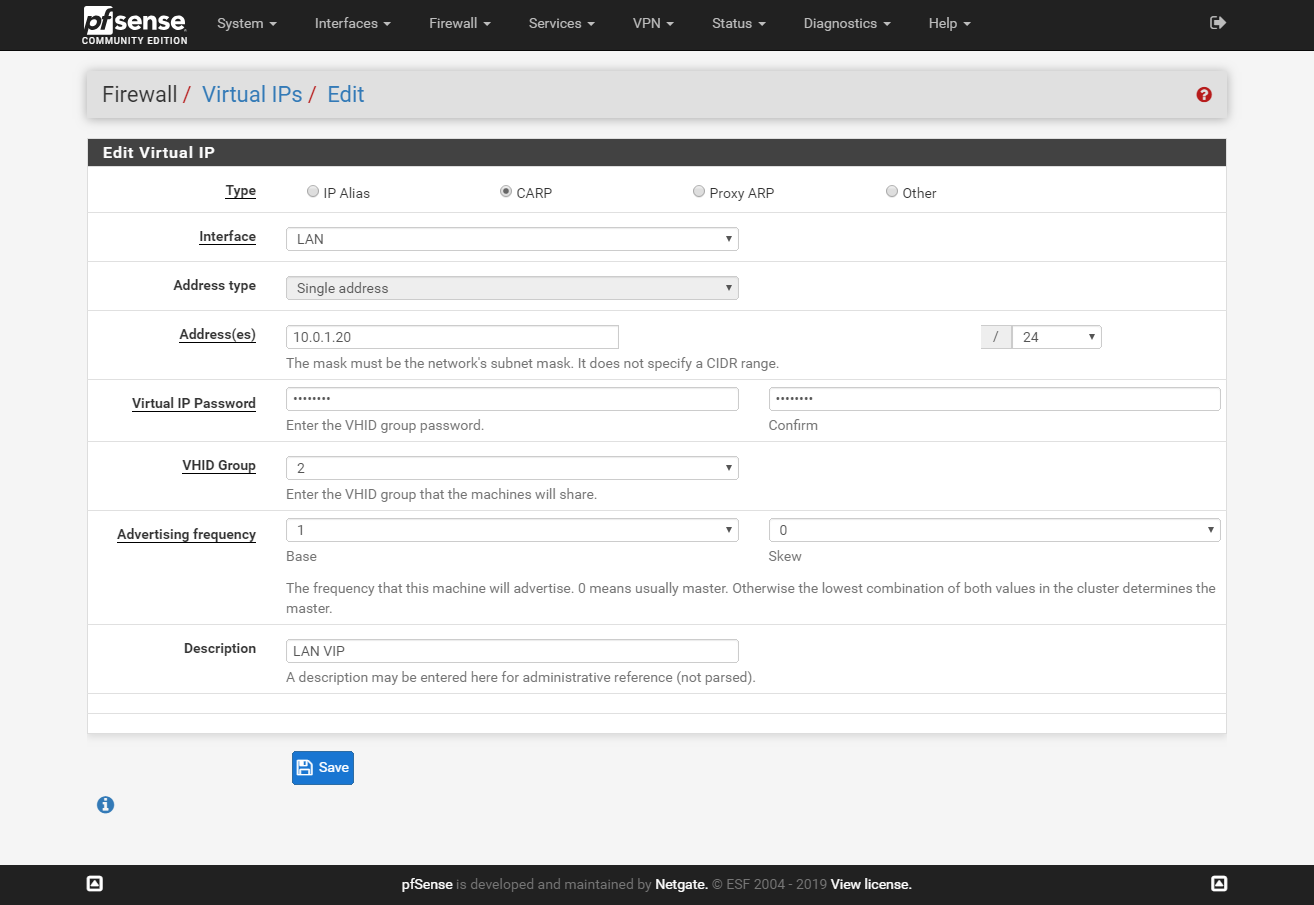 pfsense
COMMUNITY EDITION
System Interfaces Firewall Services VPN Status Diagnostics Help
Firewall / Virtual IPs / Edit
Edit Virtual IP
Type IP Alias CARP Proxy ARP Other
Interface LAN
Address type Single address
Address(es) 10.0.1.20 / 24
The mask must be the network's subnet mask. It does not specify a CIDR range.
Virtual IP Password •••••••• ••••••••
Enter the VHID group password. Confirm
VHID Group 2
Enter the VHID group that the machines will share.
Advertising frequency 1 0
Base Skew
The frequency that this machine will advertise. 0 means usually master. Otherwise the lowest combination of both values in the cluster determines the
master.
Description LAN VIP
A description may be entered here for administrative reference (not parsed).
Save
pfSense is developed and maintained by Netgate. © ESF 2004 - 2019 View license.